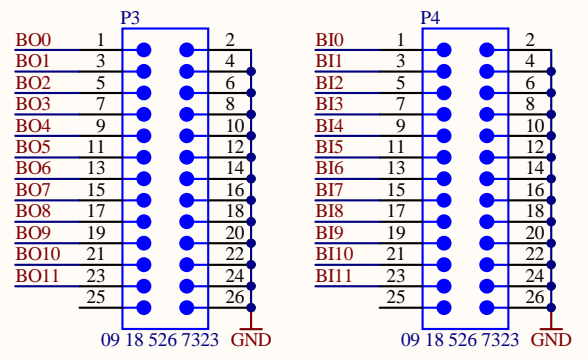 P3 P4
BO0 1 2 BI0 1 2
BO1 3 4 BI1 3 4
BO2 5 6 BI2 5 6
BO3 7 8 BI3 7 8
BO4 9 10 BI4 9 10
BO5 11 12 BI5 11 12
BO6 13 14 BI6 13 14
BO7 15 16 BI7 15 16
BO8 17 18 BI8 17 18
BO9 19 20 BI9 19 20
BO10 21 22 BI10 21 22
BO11 23 24 BI11 23 24
25 26 25 26
09 18 526 7323 GND 09 18 526 7323 GND